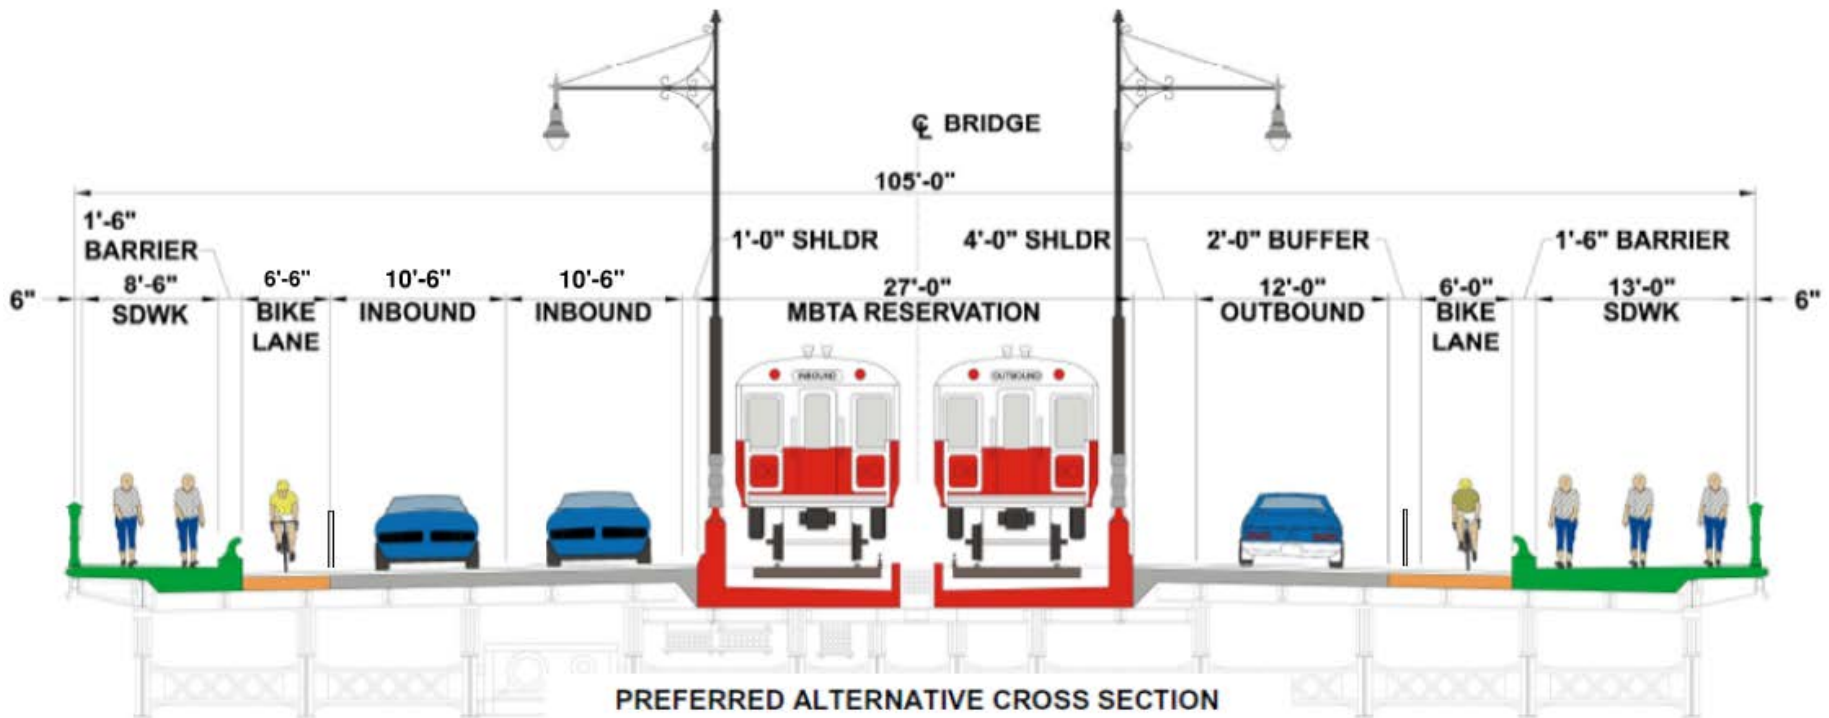 ℄ BRIDGE
105'-0"
1'-6"
BARRIER
1'-0" SHLDR
4'-0" SHLDR
2'-0" BUFFER
1'-6" BARRIER
6"
8'-6"
SDWK
6'-6"
BIKE
LANE
10'-6"
INBOUND
10'-6"
INBOUND
27'-0"
MBTA RESERVATION
12'-0"
OUTBOUND
6'-0"
BIKE
LANE
13'-0"
SDWK
6"
INBOUND
OUTBOUND
PREFERRED ALTERNATIVE CROSS SECTION